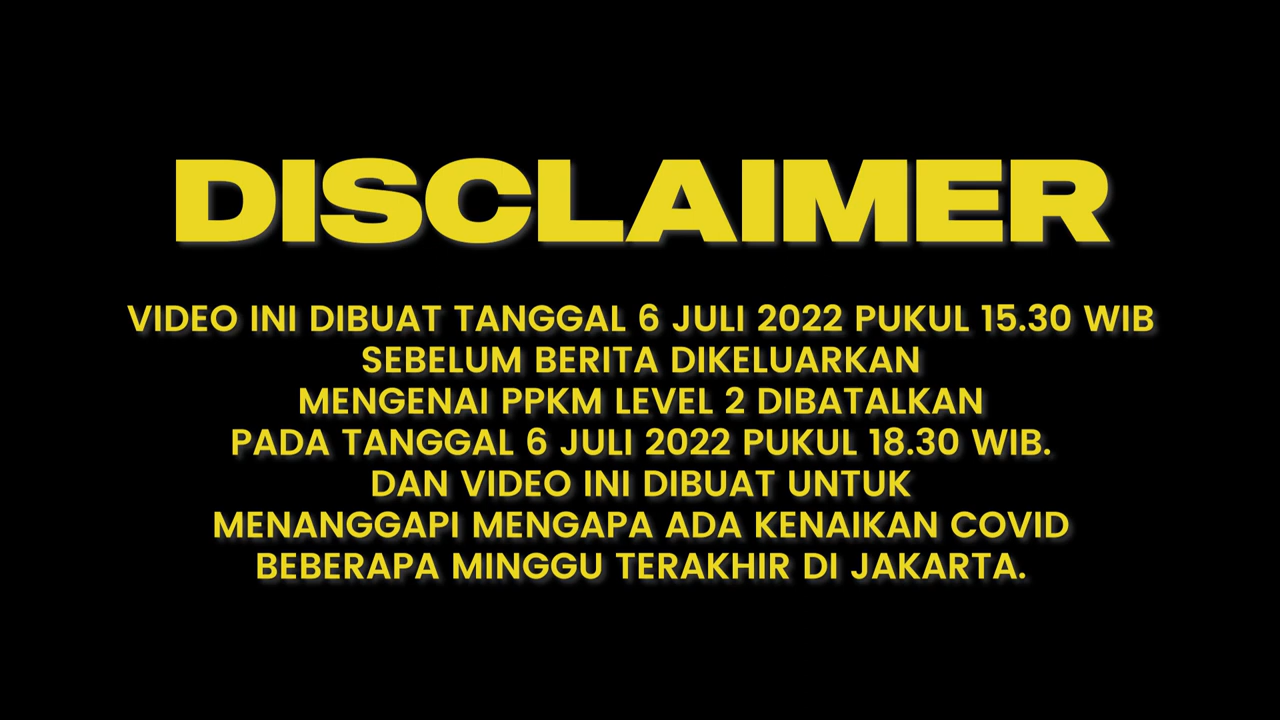 DISCLAIMER
VIDEO INI DIBUAT TANGGAL 6 JULI 2022 PUKUL 15.30 WIB
SEBELUM BERITA DIKELUARKAN
MENGENAI PPKM LEVEL 2 DIBATALKAN
PADA TANGGAL 6 JULI 2022 PUKUL 18.30 WIB.
DAN VIDEO INI DIBUAT UNTUK
MENANGGAPI MENGAPA ADA KENAIKAN COVID
BEBERAPA MINGGU TERAKHIR DI JAKARTA.